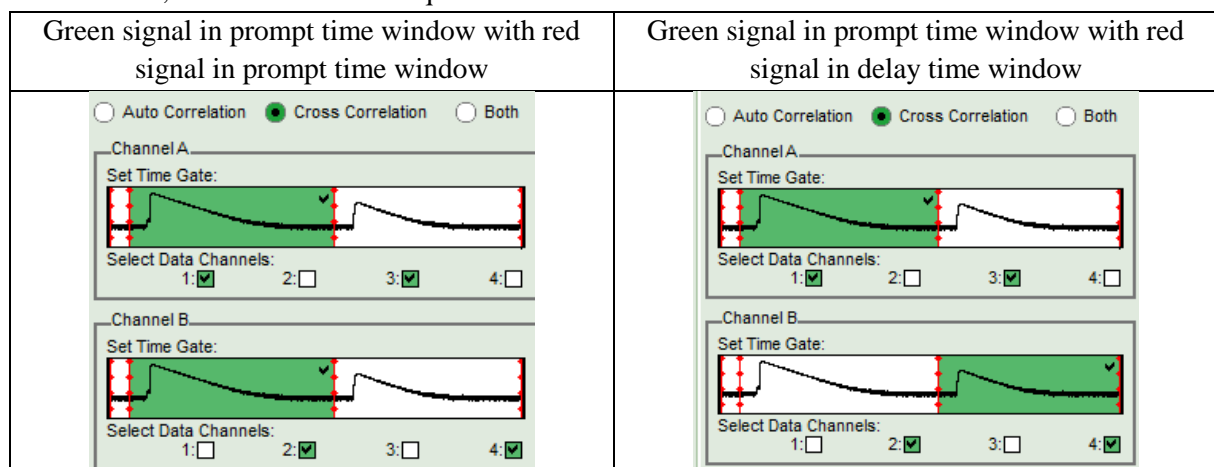 Green signal in prompt time window with red
signal in prompt time window
Auto Correlation Cross Correlation Both
Channel A
Set Time Gate:
Select Data Channels:
1: 2: 3: 4:
Channel B
Set Time Gate:
Select Data Channels:
1: 2: 3: 4:
Green signal in prompt time window with red
signal in delay time window
Auto Correlation Cross Correlation Both
Channel A
Set Time Gate:
Select Data Channels:
1: 2: 3: 4:
Channel B
Set Time Gate:
Select Data Channels:
1: 2: 3: 4: